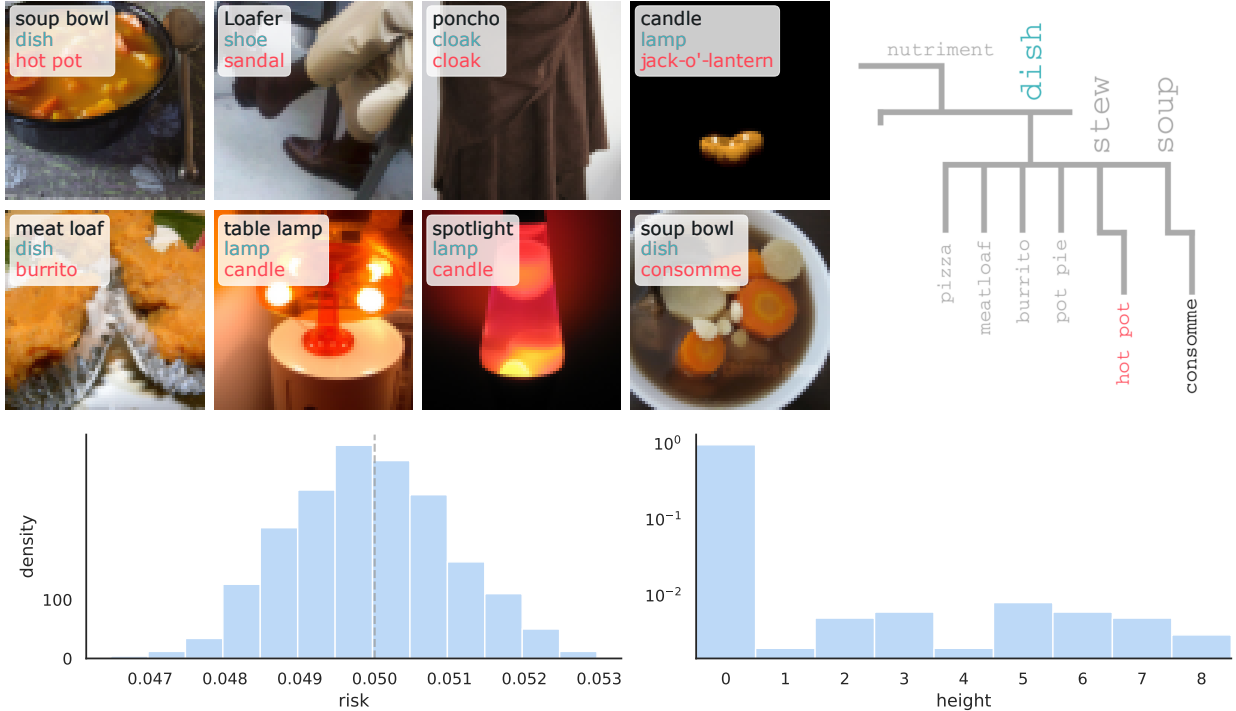 soup bowl
dish
hot pot
Loafer
shoe
sandal
poncho
cloak
cloak
candle
lamp
jack-o'-lantern
meat loaf
dish
burrito
table lamp
lamp
candle
spotlight
lamp
candle
soup bowl
dish
consomme
nutriment
dish
stew
soup
pizza
meatloaf
burrito
pot pie
hot pot
consomme
density
100
0
0.047 0.048 0.049 0.050 0.051 0.052 0.053
risk
10⁰
10⁻¹
10⁻²
0 1 2 3 4 5 6 7 8
height